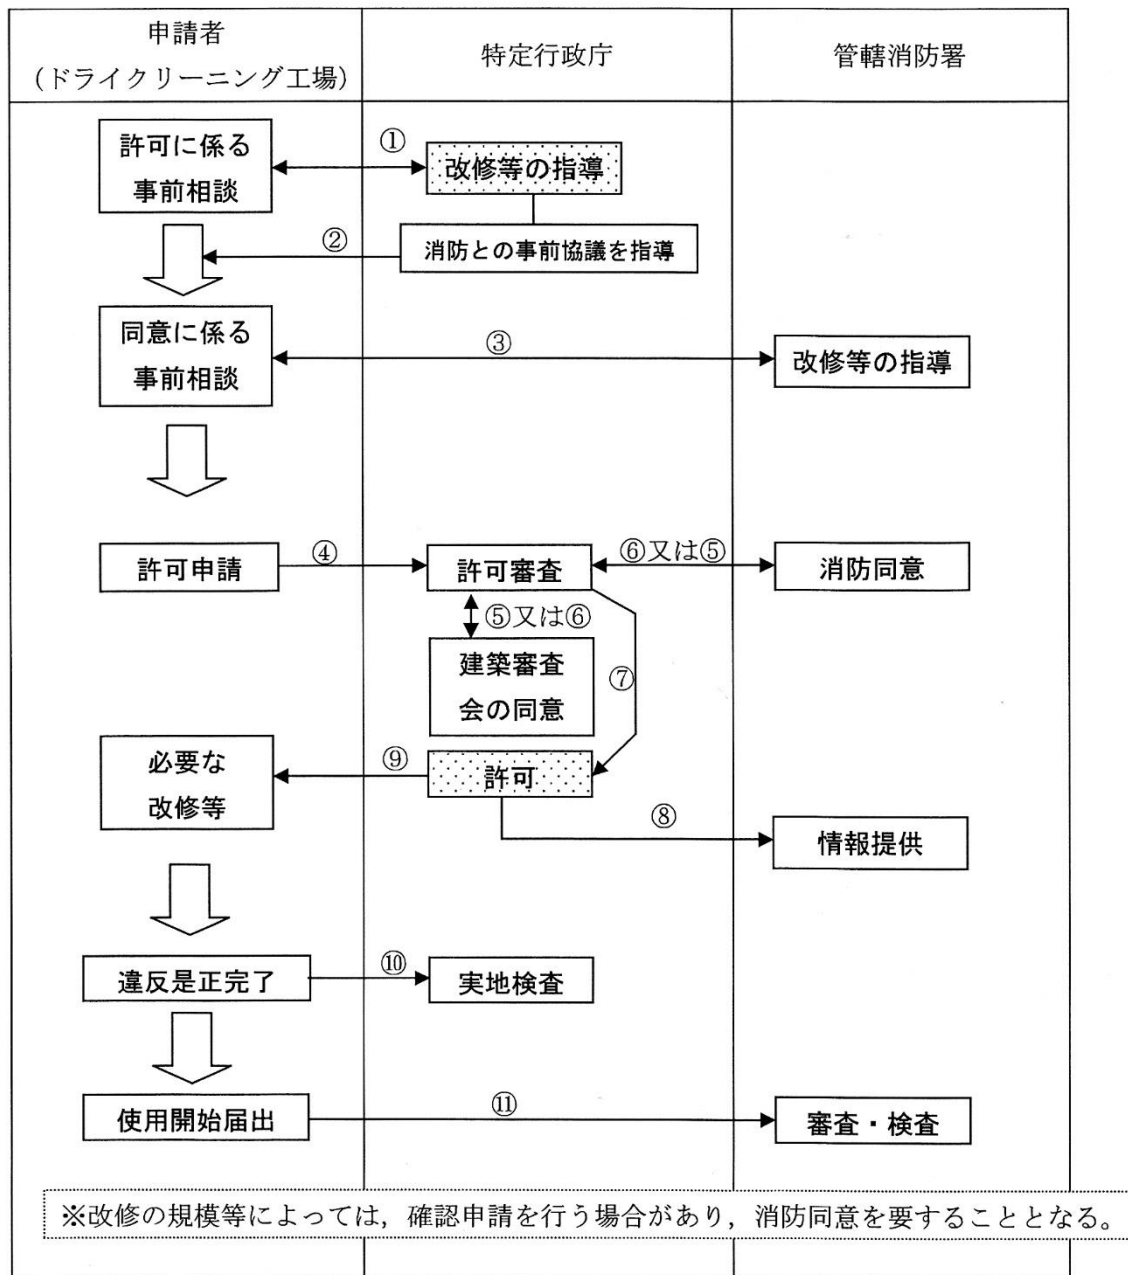 申請者
(ドライクリーニング工場)
特定行政庁
管轄消防署
許可に係る
事前相談
①
改修等の指導
②
消防との事前協議を指導
同意に係る
事前相談
③
改修等の指導
許可申請
④
許可審査
⑥又は⑤
消防同意
⑤又は⑥
建築審査
会の同意
⑦
必要な
改修等
⑨
許可
⑧
情報提供
違反是正完了
⑩
実地検査
使用開始届出
⑪
審査・検査
※改修の規模等によっては，確認申請を行う場合があり，消防同意を要することとなる。